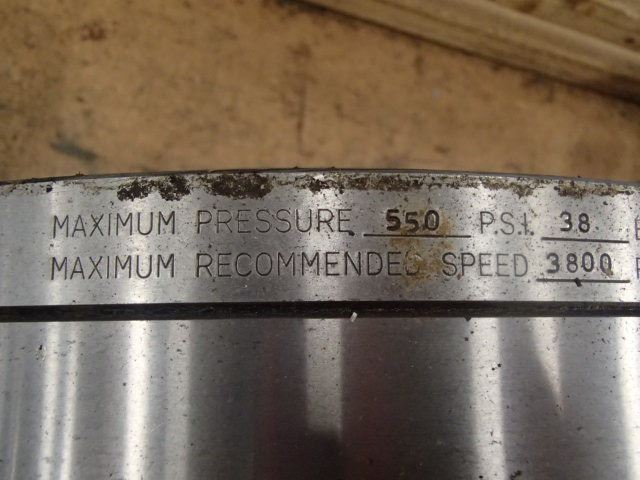 MAXIMUM PRESSURE 550 P.S.I. 38
MAXIMUM RECOMMENDED SPEED 3800